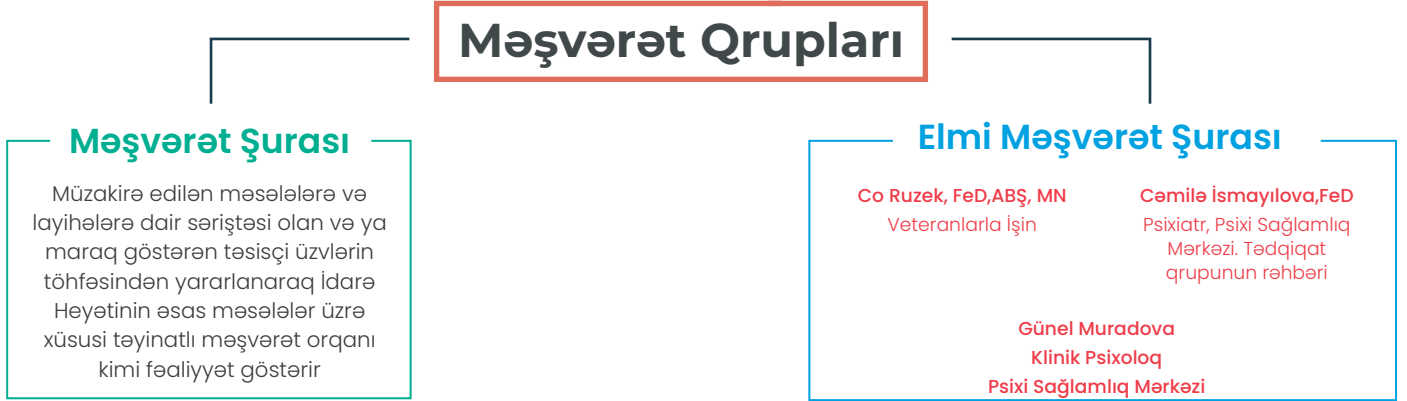 Məşvərət Qrupları
Məşvərət Şurası
Müzakirə edilən məsələlərə və
layihələrə dair səriştəsi olan və ya
maraq göstərən təsisçi üzvlərin
töhfəsindən yararlanaraq İdarə
Heyətinin əsas məsələlər üzrə
xüsusi təyinatlı məşvərət orqanı
kimi fəaliyyət göstərir
Elmi Məşvərət Şurası
Co Ruzek, FeD,ABŞ, MN
Veteranlarla İşin
Cəmilə İsmayılova,FeD
Psixiatr, Psixi Sağlamlıq
Mərkəzi. Tədqiqat
qrupunun rəhbəri
Günel Muradova
Klinik Psixoloq
Psixi Sağlamlıq Mərkəzi